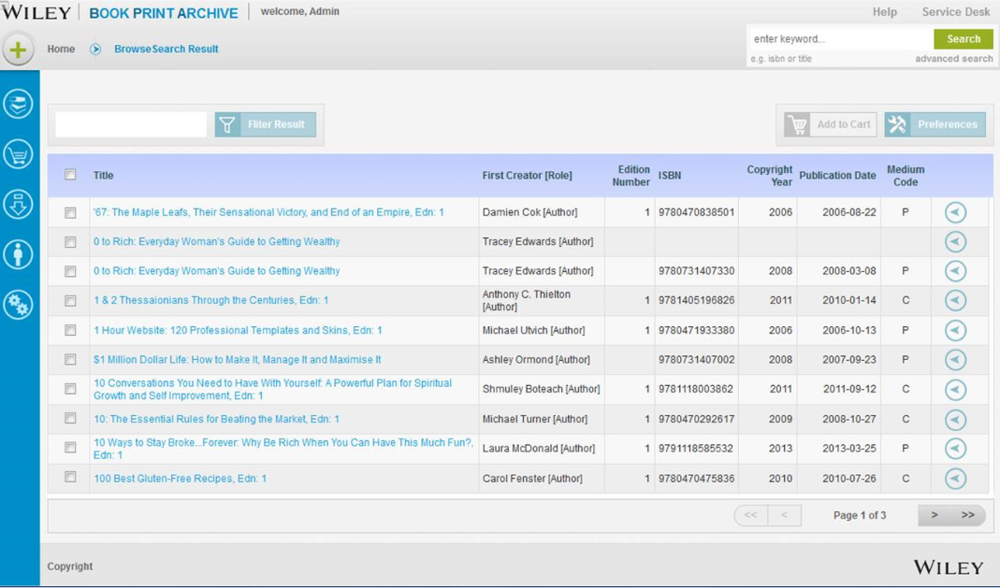 WILEY BOOK PRINT ARCHIVE welcome, Admin Help Service Desk
Home BrowseSearch Result enter keyword... Search
e.g. isbn or title advanced search
Fliter Result Add to Cart Preferences
Title First Creator [Role] Edition Number ISBN Copyright Year Publication Date Medium Code
'67: The Maple Leafs, Their Sensational Victory, and End of an Empire, Edn: 1 Damien Cok [Author] 1 9780470838501 2006 2006-08-22 P
0 to Rich: Everyday Woman's Guide to Getting Wealthy Tracey Edwards [Author]
0 to Rich: Everyday Woman's Guide to Getting Wealthy Tracey Edwards [Author] 9780731407330 2008 2008-03-08 P
1 & 2 Thessaionians Through the Centuries, Edn: 1 Anthony C. Thielton [Author] 1 9781405196826 2011 2010-01-14 C
1 Hour Website: 120 Professional Templates and Skins, Edn: 1 Michael Utvich [Author] 1 9780471933380 2006 2006-10-13 P
$1 Million Dollar Life: How to Make It, Manage It and Maximise It Ashley Ormond [Author] 9780731407002 2008 2007-09-23 P
10 Conversations You Need to Have With Yourself: A Powerful Plan for Spiritual
Growth and Self Improvement, Edn: 1 Shmuley Boteach [Author] 1 9781118003862 2011 2011-09-12 C
10: The Essential Rules for Beating the Market, Edn: 1 Michael Turner [Author] 1 9780470292617 2009 2008-10-27 C
10 Ways to Stay Broke...Forever: Why Be Rich When You Can Have This Much Fun?,
Edn: 1 Laura McDonald [Author] 1 9791118585532 2013 2013-03-25 P
100 Best Gluten-Free Recipes, Edn: 1 Carol Fenster [Author] 1 9780470475836 2010 2010-07-26 C
<< < Page 1 of 3 > >>
Copyright WILEY